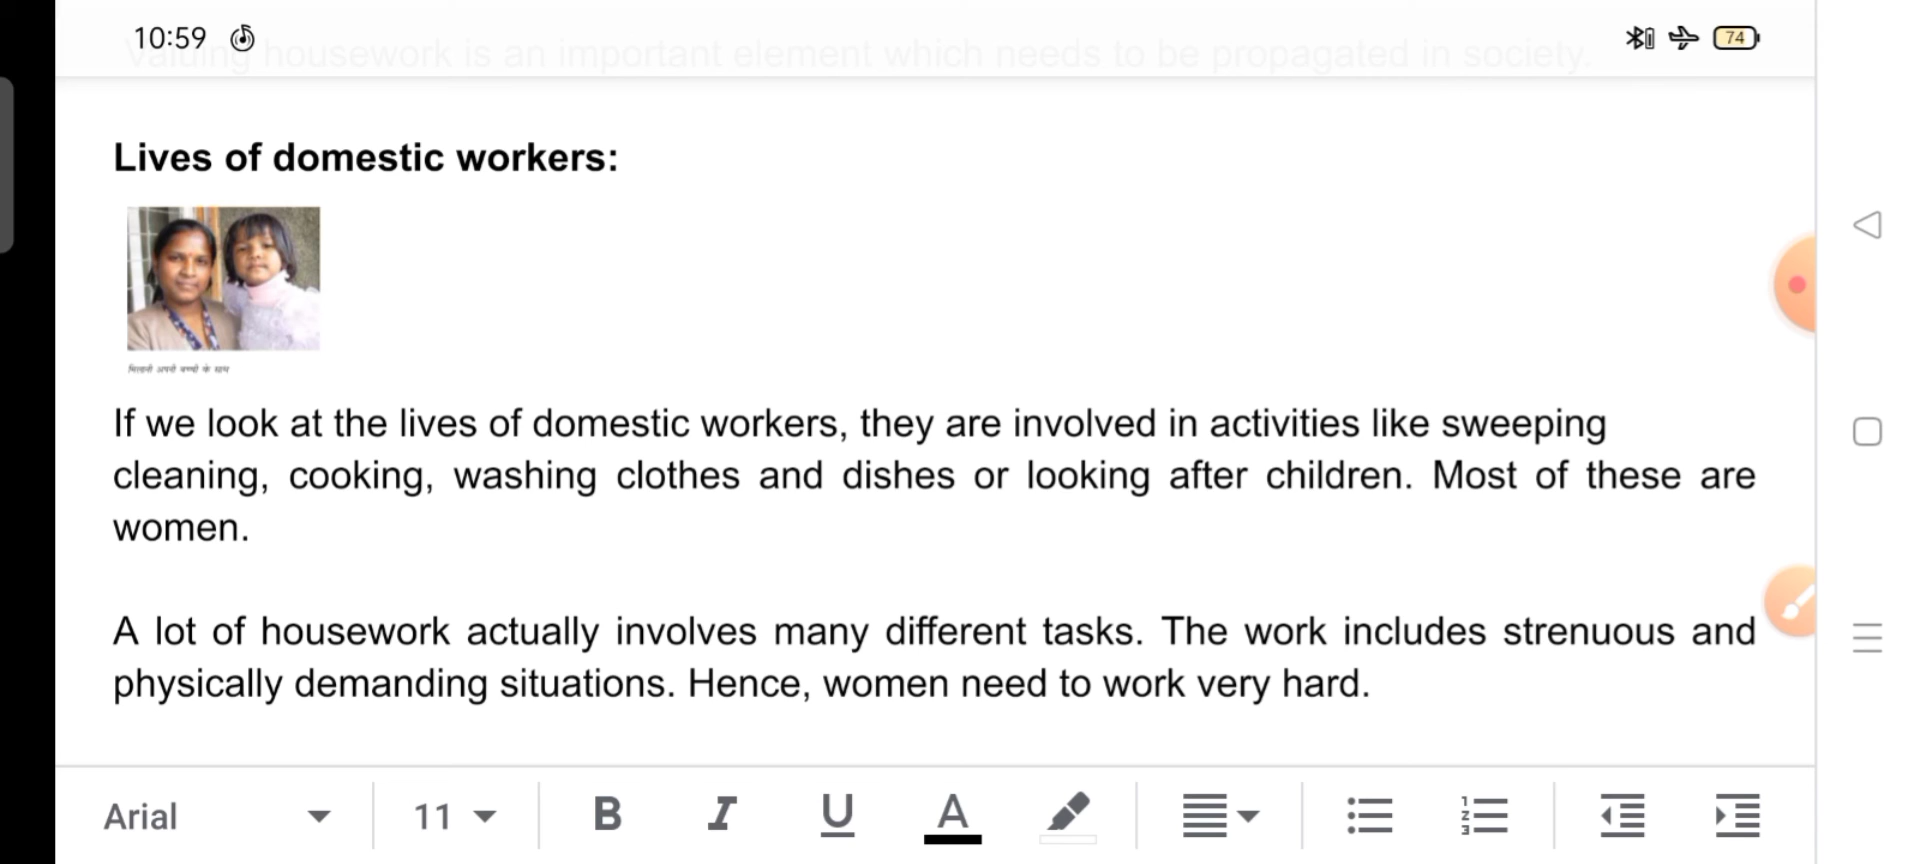 10:59
74
Valuing housework is an important element which needs to be propagated in society.
Lives of domestic workers:
अपनी बच्ची के साथ
If we look at the lives of domestic workers, they are involved in activities like sweeping
cleaning, cooking, washing clothes and dishes or looking after children. Most of these are
women.
A lot of housework actually involves many different tasks. The work includes strenuous and
physically demanding situations. Hence, women need to work very hard.
Arial
11
B
I
U
A